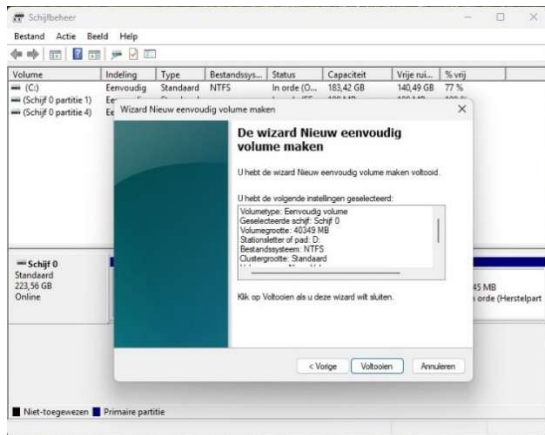 Schijfbeheer
Bestand Actie Beeld Help
Volume Indeling Type Bestandssys... Status Capaciteit Vrije rui... % vrij
(C:) Eenvoudig Standaard NTFS In orde (O... 183,42 GB 140,49 GB 77 %
(Schijf 0 partitie 1)
(Schijf 0 partitie 4)
Wizard Nieuw eenvoudig volume maken
De wizard Nieuw eenvoudig
volume maken
U hebt de wizard Nieuw eenvoudig volume maken voltooid.
U hebt de volgende instellingen geselecteerd:
Volumetype: Eenvoudig volume
Geselecteerde schijf: Schijf 0
Volumegrootte: 40349 MB
Stationsletter of pad: D:
Bestandssysteem: NTFS
Clustergrootte: Standaard
Klik op Voltooien als u deze wizard wilt sluiten.
< Vorige Voltooien Annuleren
Schijf 0
Standaard
223,56 GB
Online
45 MB
orde (Herstelpart
Niet-toegewezen Primaire partitie